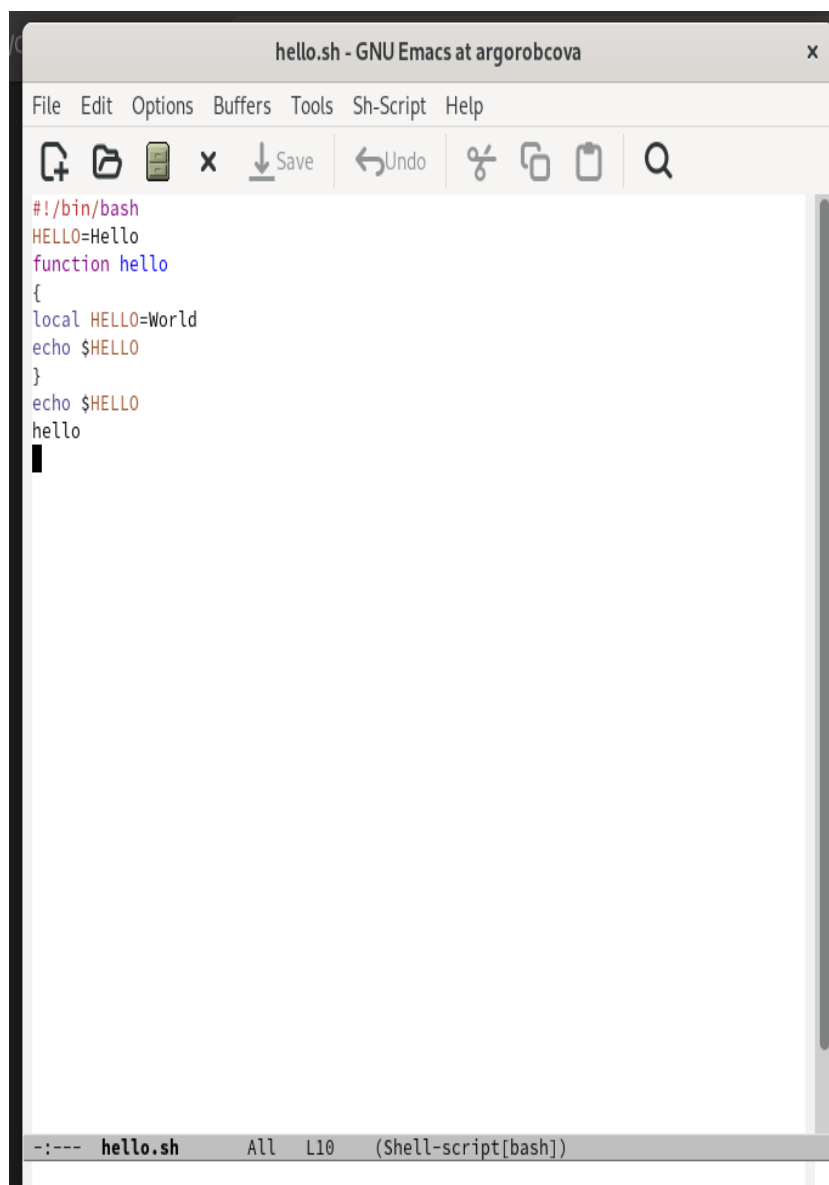 hello.sh - GNU Emacs at argorobcova x
File Edit Options Buffers Tools Sh-Script Help
Save Undo
#!/bin/bash
HELLO=Hello
function hello
{
local HELLO=World
echo $HELLO
}
echo $HELLO
hello
-:--- hello.sh All L10 (Shell-script[bash])